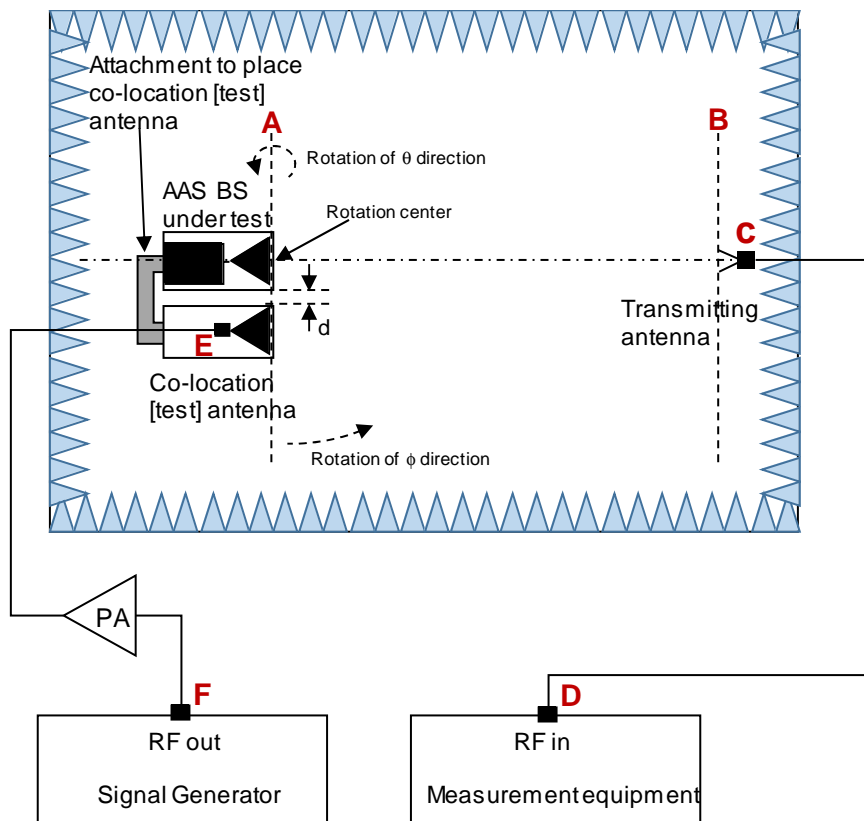 Attachment to place
co-location [test]
antenna
A
B
Rotation of θ direction
AAS BS
under test
Rotation center
C
Transmitting
antenna
d
E
Co-location
[test] antenna
Rotation of ϕ direction
PA
F
D
RF out
RF in
Signal Generator
Measurement equipment